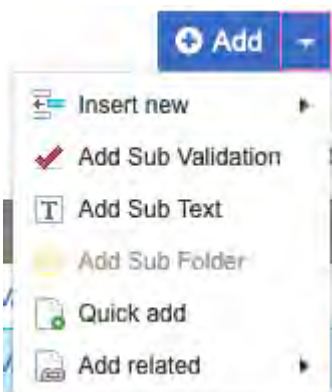 Add
Insert new
Add Sub Validation
T Add Sub Text
Add Sub Folder
Quick add
Add related